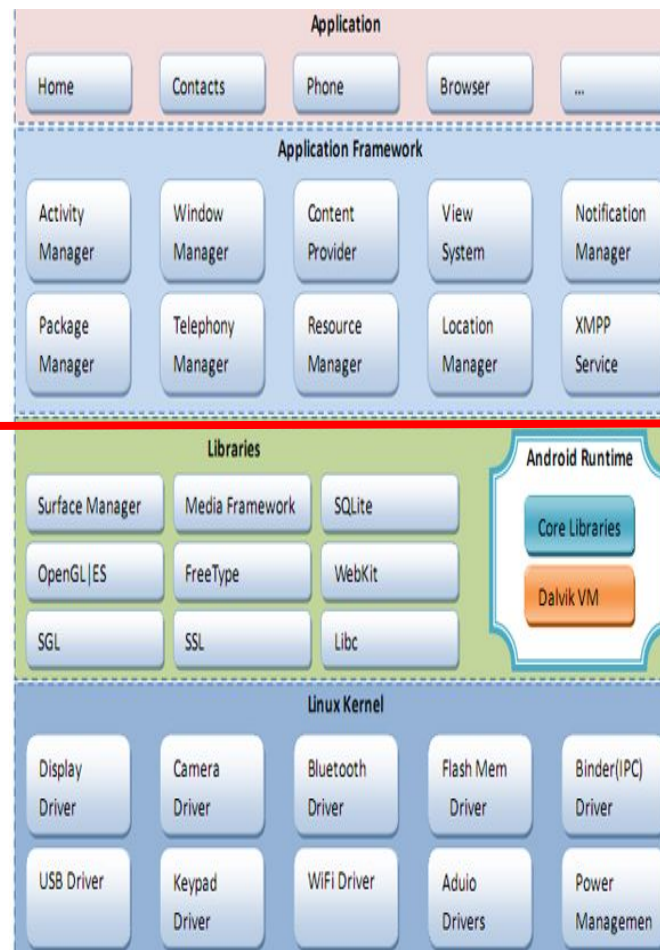 Application
Home
Contacts
Phone
Browser
...
Application Framework
Activity
Manager
Window
Manager
Content
Provider
View
System
Notification
Manager
Package
Manager
Telephony
Manager
Resource
Manager
Location
Manager
XMPP
Service
Libraries
Surface Manager
Media Framework
SQLite
OpenGL|ES
FreeType
WebKit
SGL
SSL
Libc
Android Runtime
Core Libraries
Dalvik VM
Linux Kernel
Display
Driver
Camera
Driver
Bluetooth
Driver
Flash Mem
Driver
Binder(IPC)
Driver
USB Driver
Keypad
Driver
WiFi Driver
Aduio
Drivers
Power
Managemen